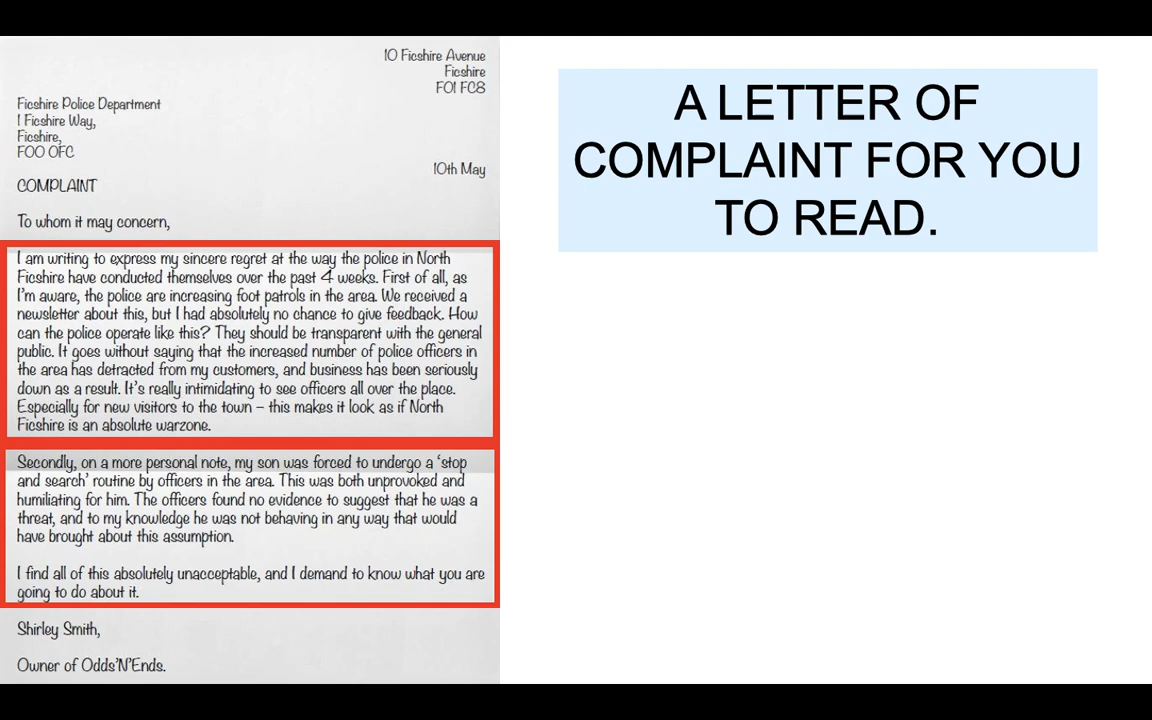 10 Ficshire Avenue
Ficshire
FO1 FC8
Ficshire Police Department
1 Ficshire Way,
Ficshire,
FOO OFC
10th May
COMPLAINT
To whom it may concern,
I am writing to express my sincere regret at the way the police in North
Ficshire have conducted themselves over the past 4 weeks. First of all, as
I'm aware, the police are increasing foot patrols in the area. We received a
newsletter about this, but I had absolutely no chance to give feedback. How
can the police operate like this? They should be transparent with the general
public. It goes without saying that the increased number of police officers in
the area has detracted from my customers, and business has been seriously
down as a result. It's really intimidating to see officers all over the place.
Especially for new visitors to the town – this makes it look as if North
Ficshire is an absolute warzone.
Secondly, on a more personal note, my son was forced to undergo a 'stop
and search' routine by officers in the area. This was both unprovoked and
humiliating for him. The officers found no evidence to suggest that he was a
threat, and to my knowledge he was not behaving in any way that would
have brought about this assumption.
I find all of this absolutely unacceptable, and I demand to know what you are
going to do about it.
Shirley Smith,
Owner of Odds'N'Ends.
A LETTER OF
COMPLAINT FOR YOU
TO READ.